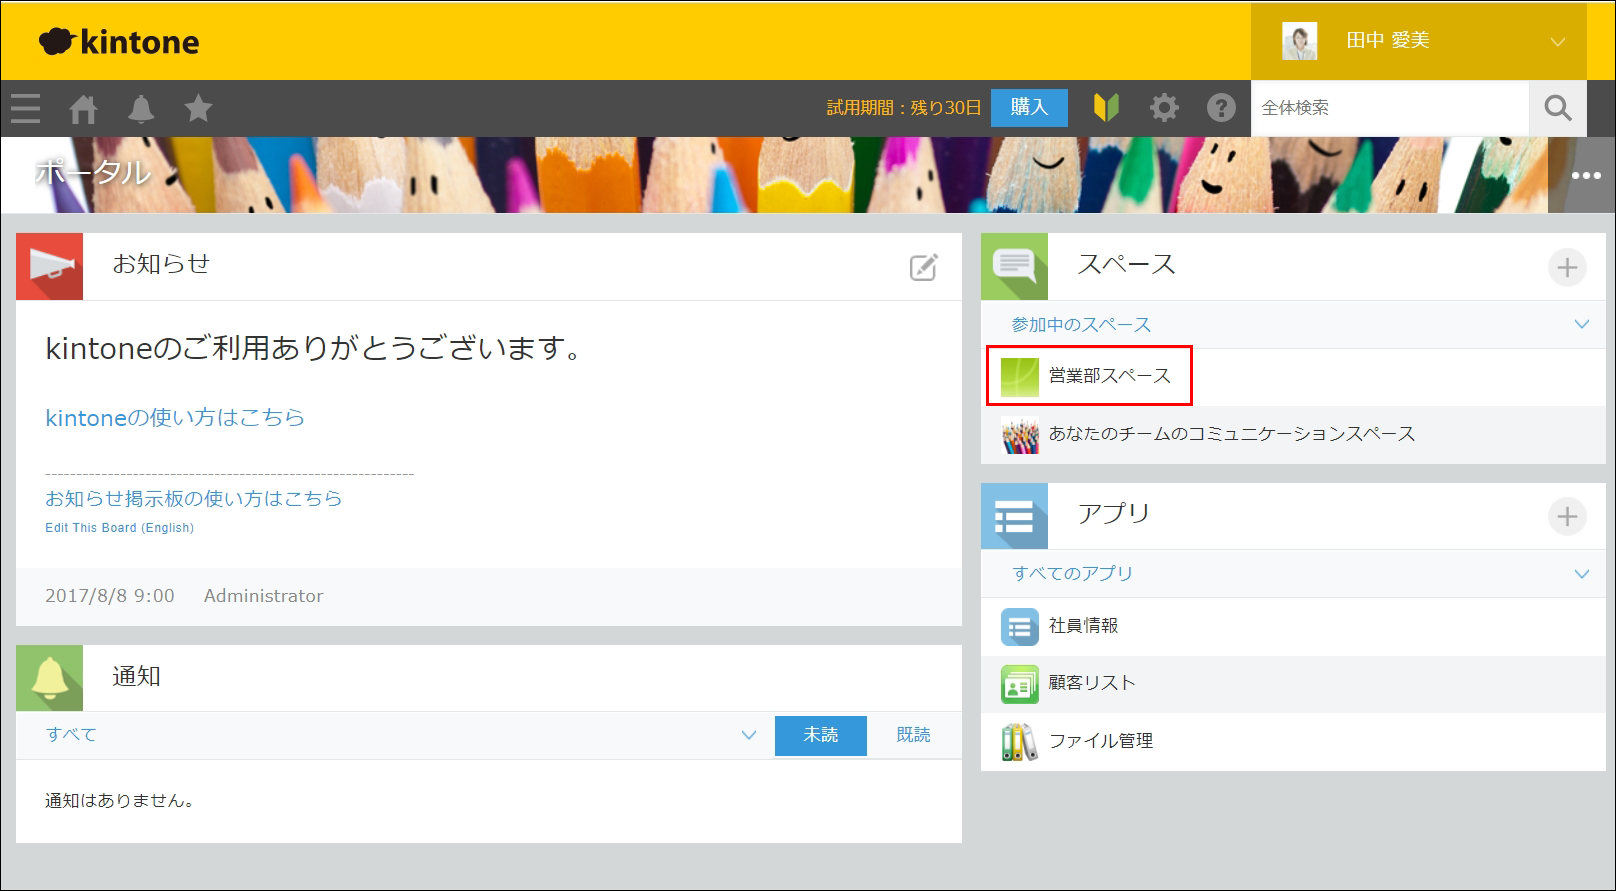 kintone
田中 愛美
試用期間：残り30日
購入
全体検索
ポータル
お知らせ
kintoneのご利用ありがとうございます。
kintoneの使い方はこちら
-----------------------------------------------------------
お知らせ掲示板の使い方はこちら
Edit This Board (English)
2017/8/8 9:00 Administrator
通知
すべて
未読
既読
通知はありません。
スペース
参加中のスペース
営業部スペース
あなたのチームのコミュニケーションスペース
アプリ
すべてのアプリ
社員情報
顧客リスト
ファイル管理